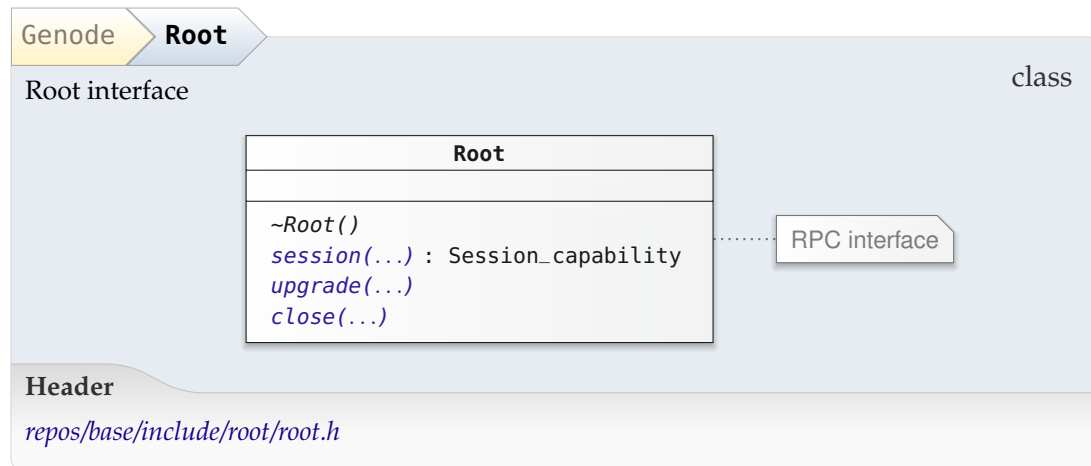 Genode Root
class
Root interface
Root
~Root()
session(...) : Session_capability
upgrade(...)
close(...)
RPC interface
Header
repos/base/include/root/root.h